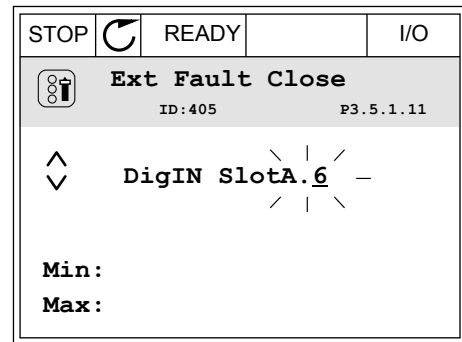 STOP READY I/O
Ext Fault Close
ID:405 P3.5.1.11
DigIN SlotA.6
Min:
Max: